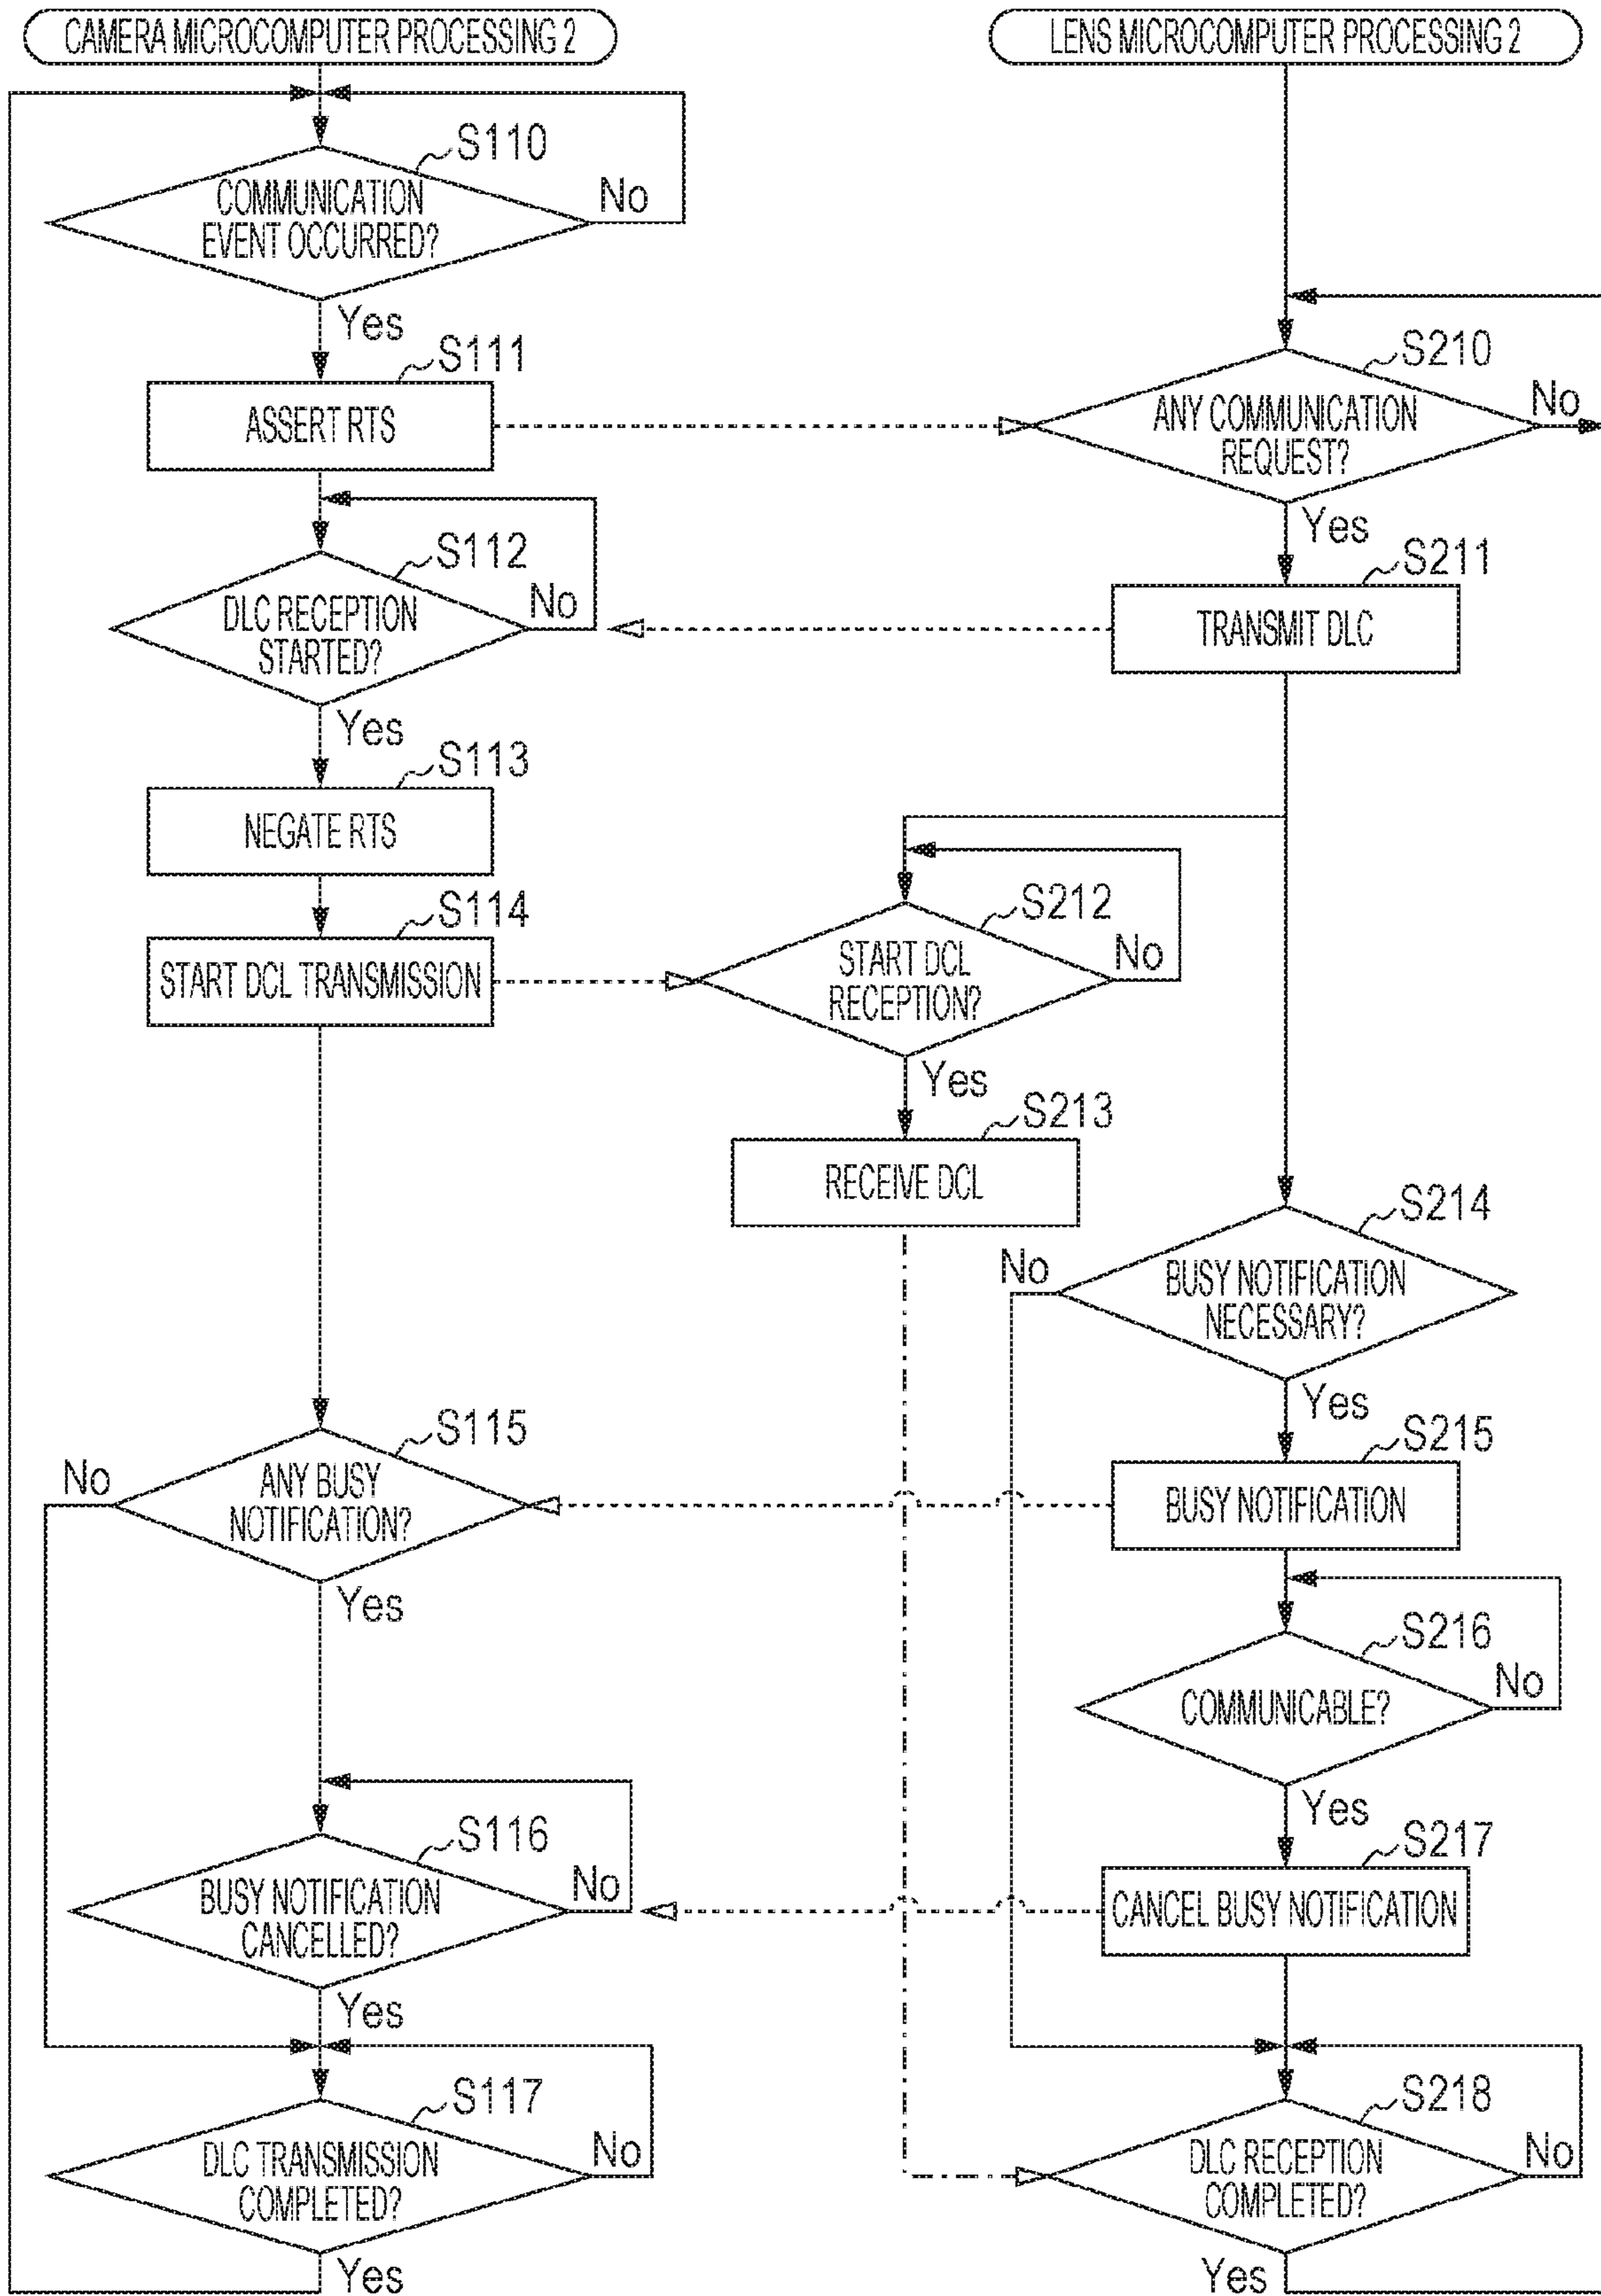 CAMERA MICROCOMPUTER PROCESSING 2
S110
COMMUNICATION
EVENT OCCURRED?
No
Yes
S111
ASSERT RTS
S112
DLC RECEPTION
STARTED?
No
Yes
S113
NEGATE RTS
S114
START DCL TRANSMISSION
S115
ANY BUSY
NOTIFICATION?
No
Yes
S116
BUSY NOTIFICATION
CANCELLED?
No
Yes
S117
DLC TRANSMISSION
COMPLETED?
No
Yes
LENS MICROCOMPUTER PROCESSING 2
S210
ANY COMMUNICATION
REQUEST?
No
Yes
S211
TRANSMIT DLC
S212
START DCL
RECEPTION?
No
Yes
S213
RECEIVE DCL
S214
BUSY NOTIFICATION
NECESSARY?
No
Yes
S215
BUSY NOTIFICATION
S216
COMMUNICABLE?
No
Yes
S217
CANCEL BUSY NOTIFICATION
S218
DLC RECEPTION
COMPLETED?
No
Yes